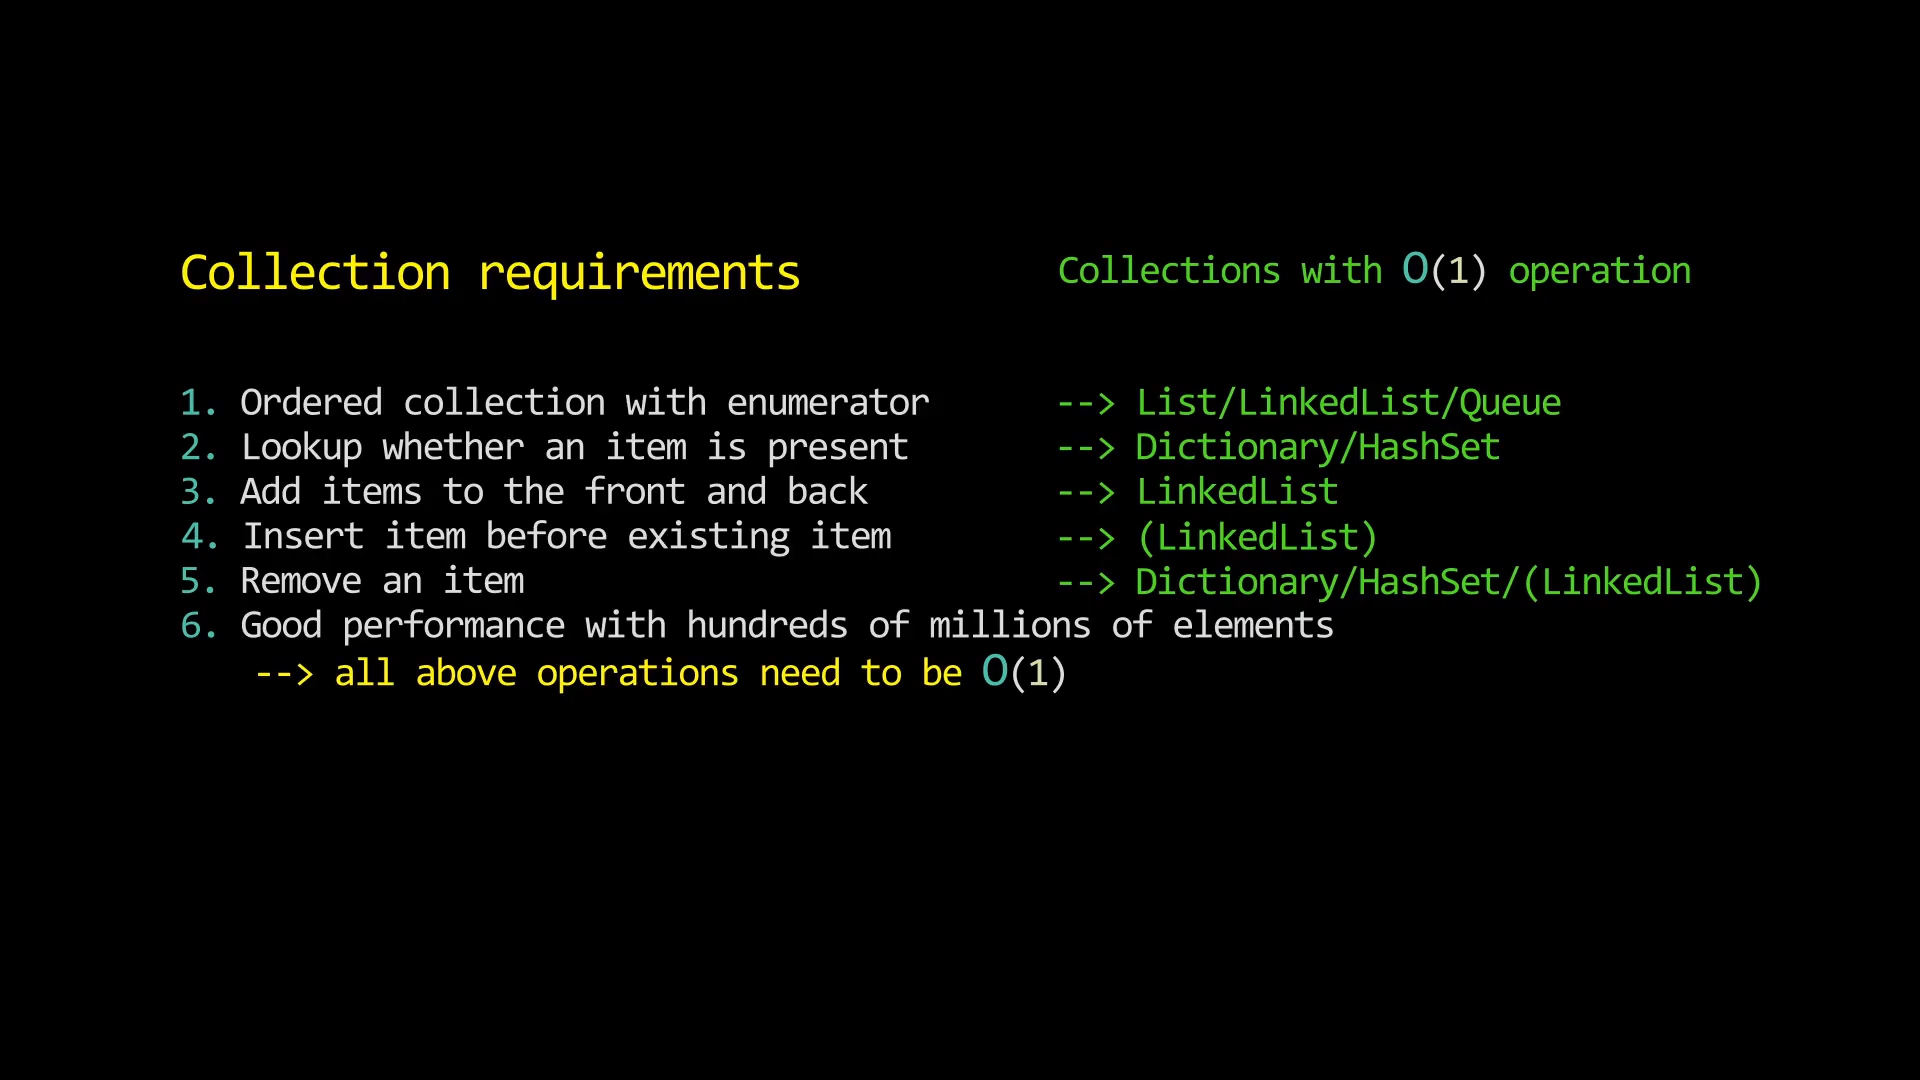 Collection requirements
Collections with O(1) operation
1. Ordered collection with enumerator --> List/LinkedList/Queue
2. Lookup whether an item is present --> Dictionary/HashSet
3. Add items to the front and back --> LinkedList
4. Insert item before existing item --> (LinkedList)
5. Remove an item --> Dictionary/HashSet/(LinkedList)
6. Good performance with hundreds of millions of elements
--> all above operations need to be O(1)